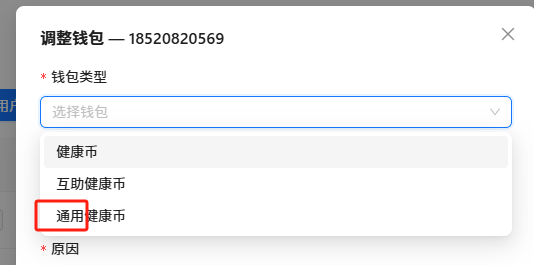 调整钱包 — 18520820569
* 钱包类型
选择钱包
用户
健康币
互助健康币
通用健康币
* 原因